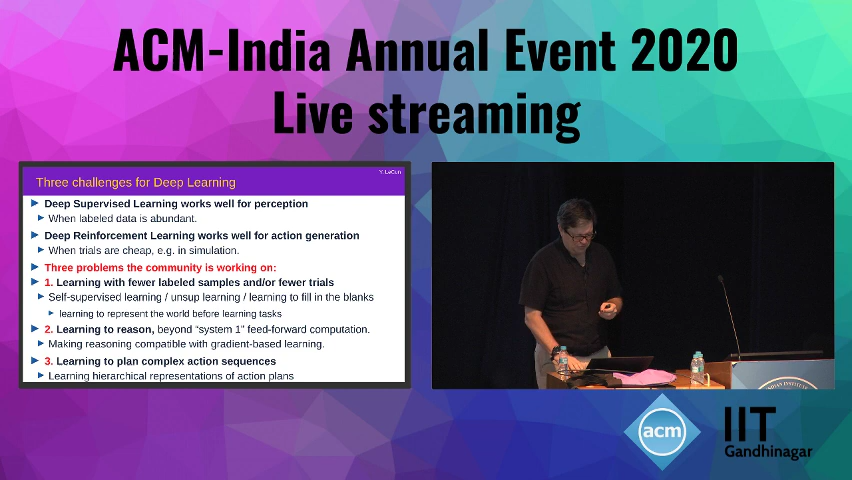 ACM-India Annual Event 2020
Live streaming
Y. LeCun
Three challenges for Deep Learning
Deep Supervised Learning works well for perception
When labeled data is abundant.
Deep Reinforcement Learning works well for action generation
When trials are cheap, e.g. in simulation.
Three problems the community is working on:
1. Learning with fewer labeled samples and/or fewer trials
Self-supervised learning / unsup learning / learning to fill in the blanks
learning to represent the world before learning tasks
2. Learning to reason, beyond “system 1” feed-forward computation.
Making reasoning compatible with gradient-based learning.
3. Learning to plan complex action sequences
Learning hierarchical representations of action plans
acm
IIT
Gandhinagar